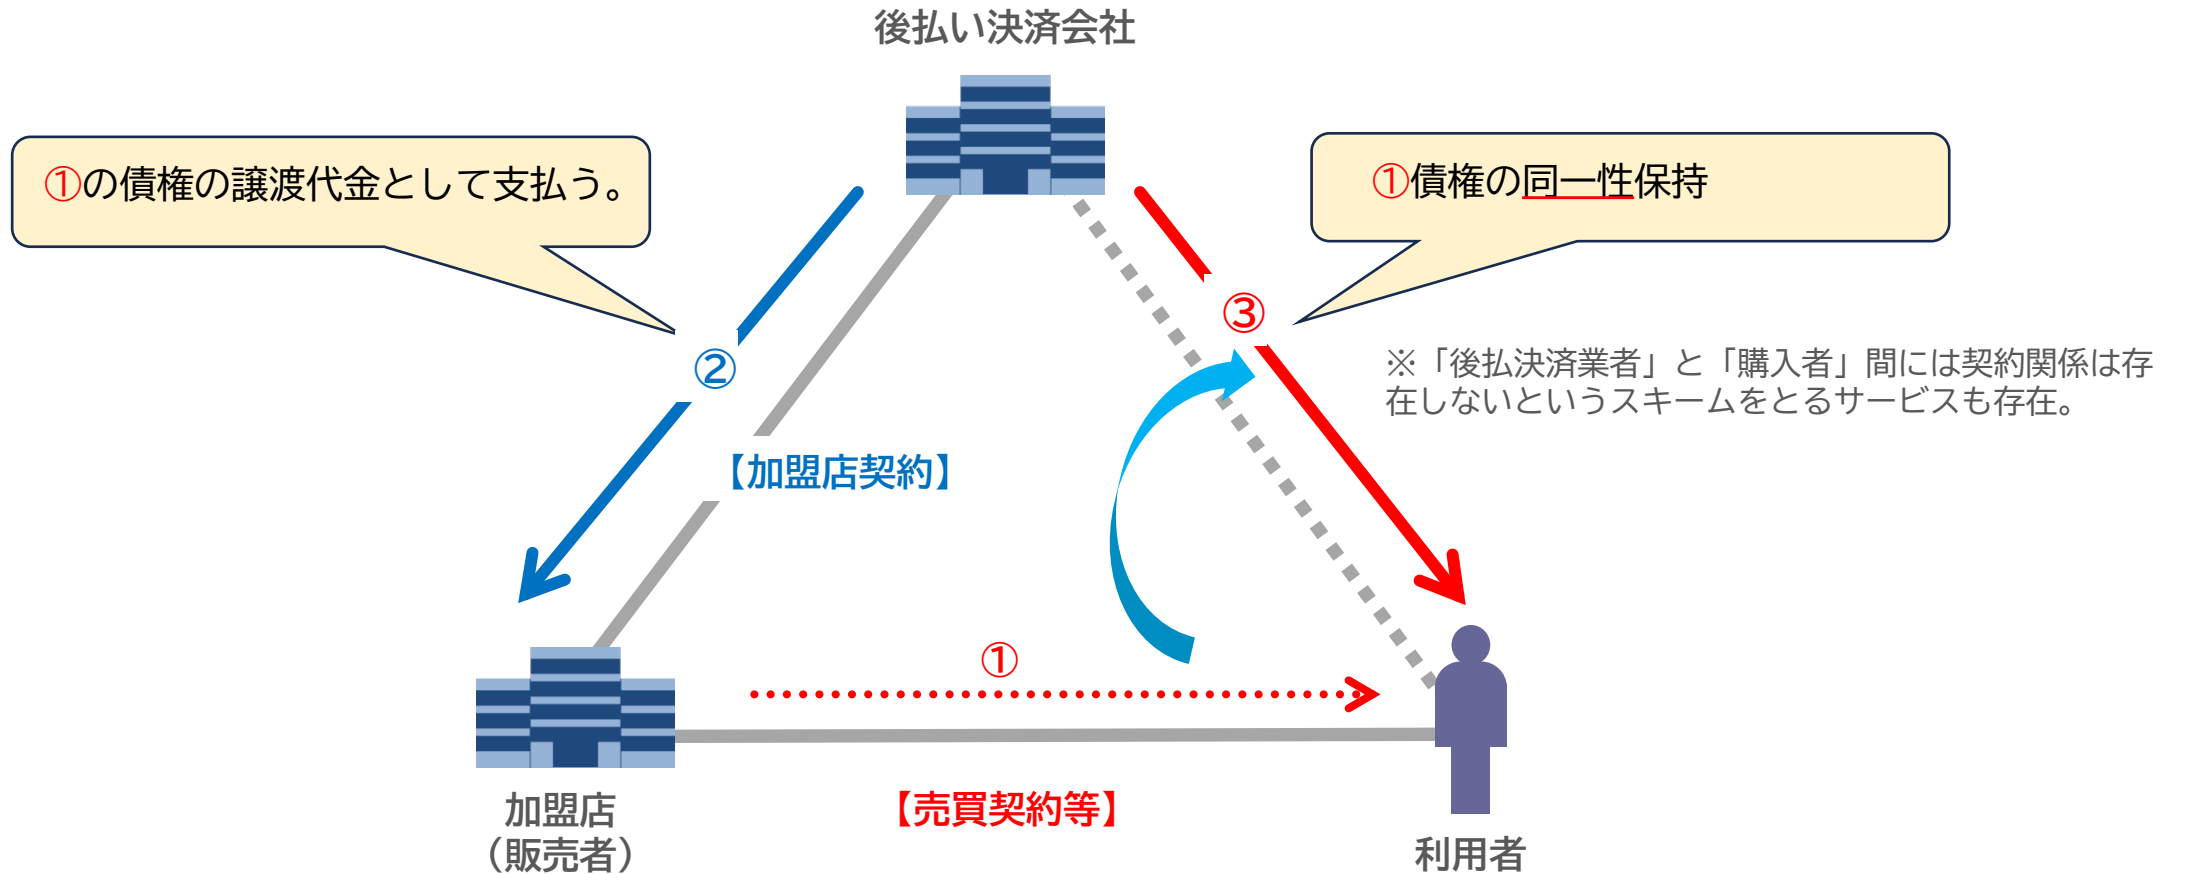 後払い決済会社
①の債権の譲渡代金として支払う。
①債権の同一性保持
③
②
※「後払決済業者」と「購入者」間には契約関係は存
在しないというスキームをとるサービスも存在。
【加盟店契約】
①
【売買契約等】
加盟店
（販売者）
利用者